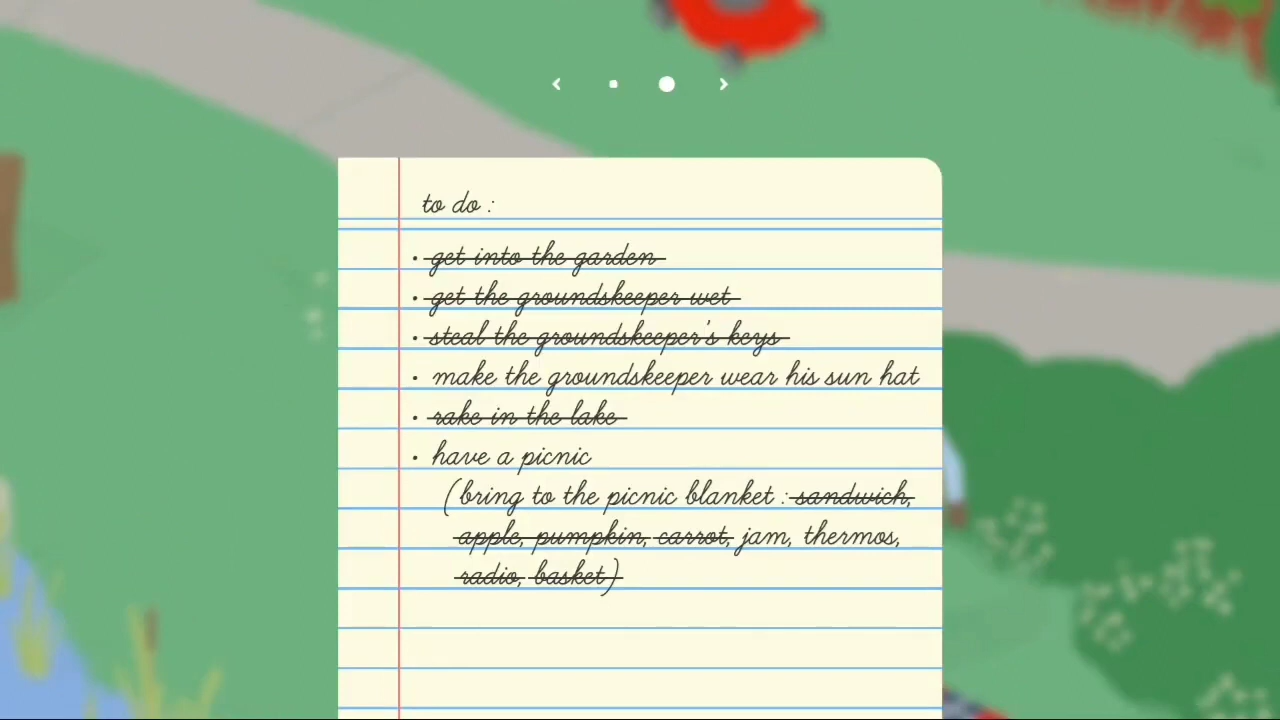 to do :
• get into the garden
• get the groundskeeper wet
• steal the groundskeeper's keys
• make the groundskeeper wear his sun hat
• rake in the lake
• have a picnic
(bring to the picnic blanket : sandwich,
apple, pumpkin, carrot, jam, thermos,
radio, basket)